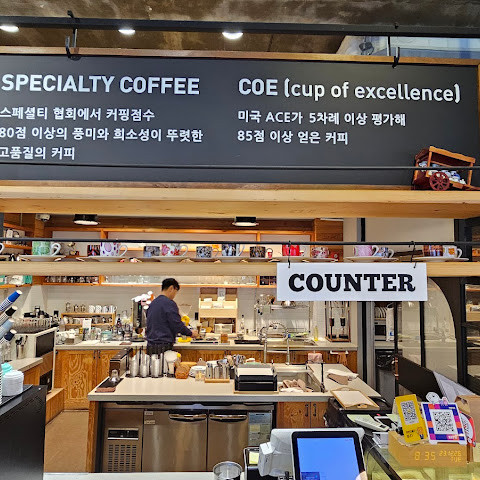 SPECIALTY COFFEE
스페셜티 협회에서 커핑점수
80점 이상의 풍미와 희소성이 뚜렷한
고품질의 커피
COE (cup of excellence)
미국 ACE가 5차례 이상 평가해
85점 이상 얻은 커피
COUNTER